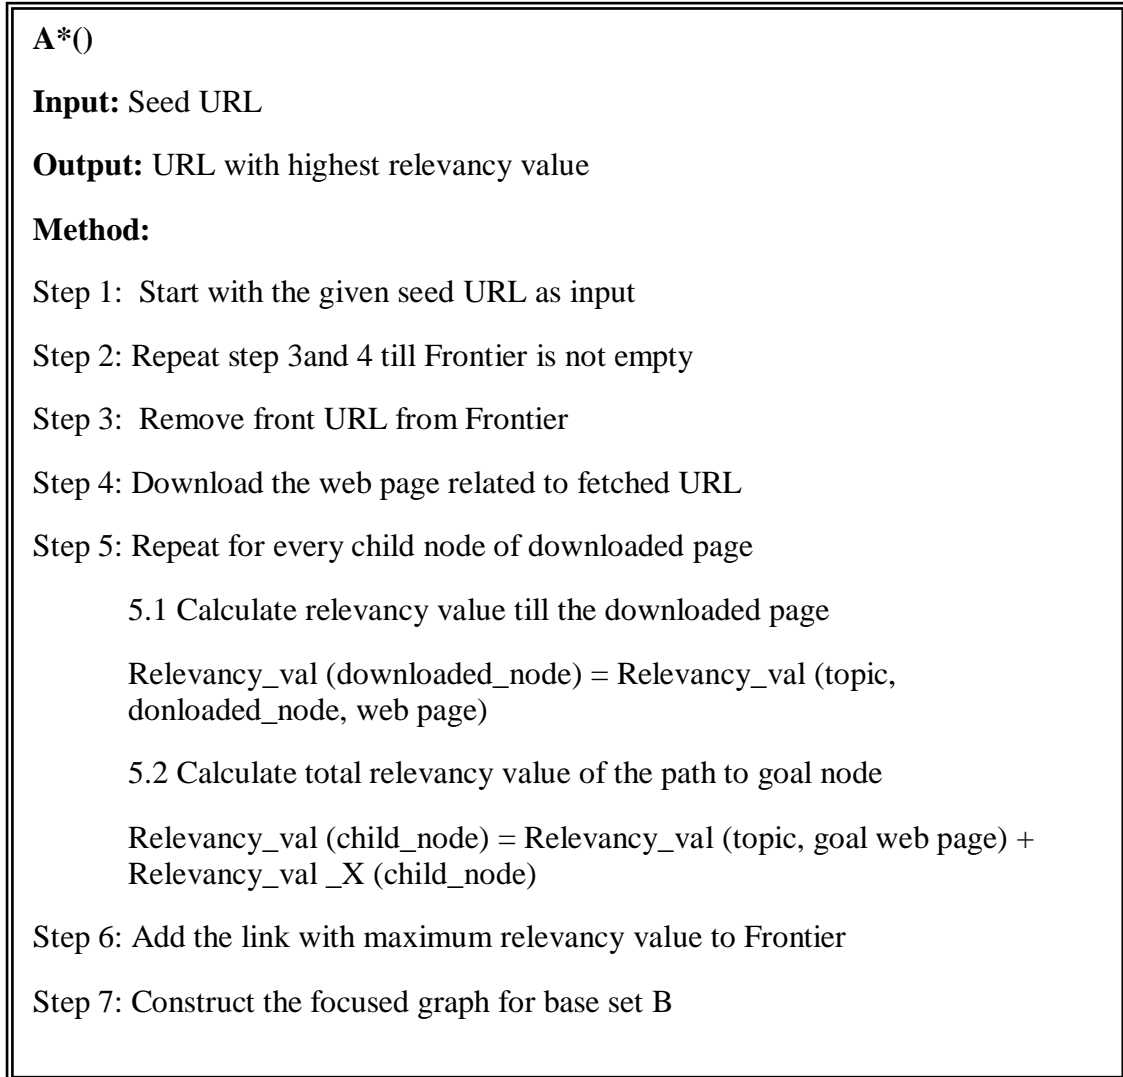 A*()
Input: Seed URL
Output: URL with highest relevancy value
Method:
Step 1:  Start with the given seed URL as input
Step 2: Repeat step 3and 4 till Frontier is not empty
Step 3:  Remove front URL from Frontier
Step 4: Download the web page related to fetched URL
Step 5: Repeat for every child node of downloaded page
5.1 Calculate relevancy value till the downloaded page
Relevancy_val (downloaded_node) = Relevancy_val (topic,
donloaded_node, web page)
5.2 Calculate total relevancy value of the path to goal node
Relevancy_val (child_node) = Relevancy_val (topic, goal web page) +
Relevancy_val _X (child_node)
Step 6: Add the link with maximum relevancy value to Frontier
Step 7: Construct the focused graph for base set B